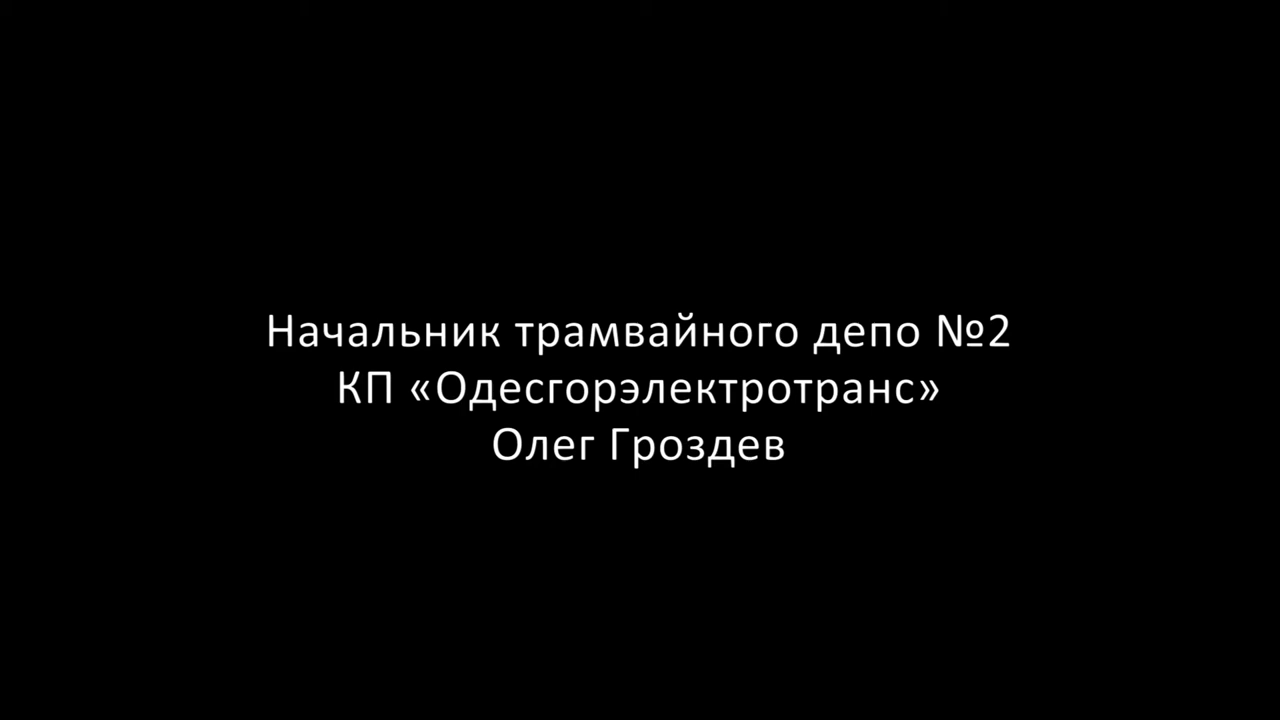 Начальник трамвайного депо №2
КП «Одесгорэлектротранс»
Олег Гроздев